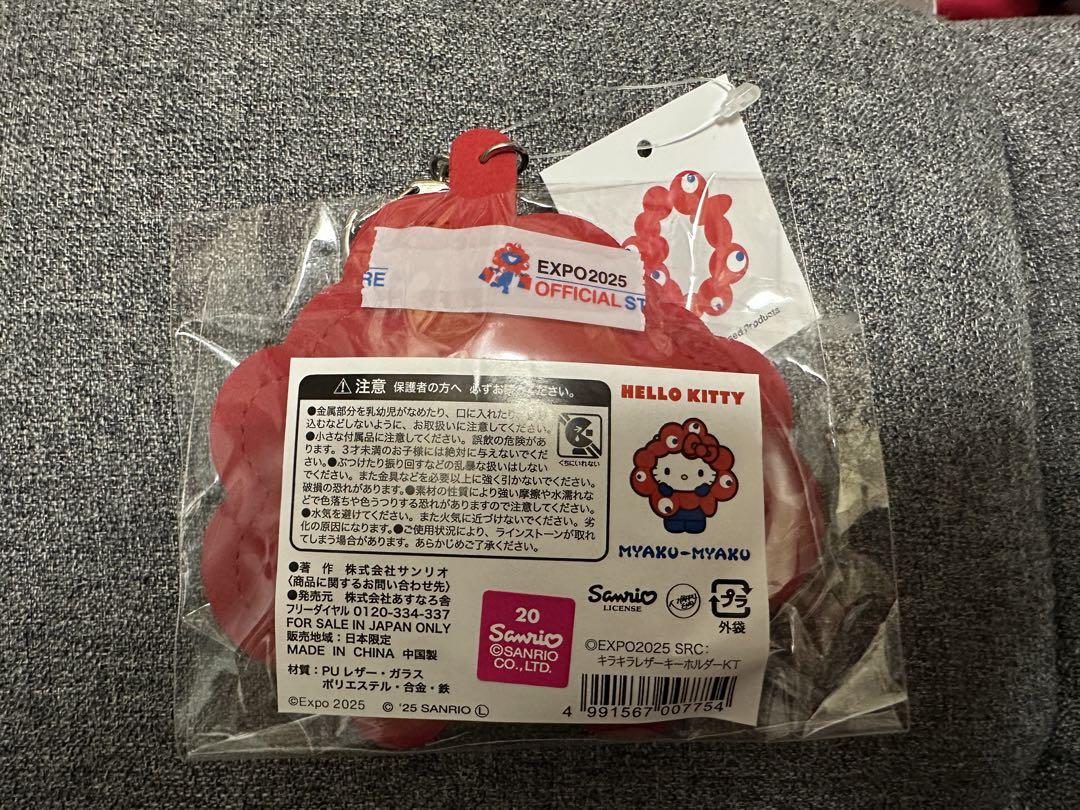 RE
EXPO2025
OFFICIAL ST
sed Products
⚠注意 保護者の方へ 必ずお ください。
●金属部分を乳幼児がなめたり、口に入れたり、
込むなどしないように、お取扱いに注意してください。
●小さな付属品に注意してください。誤飲の危険があ
ります。3才未満のお子様には絶対に与えないでくだ
さい。●ぶつけたり振り回すなどの乱暴な扱いはしない
でください。また金具などを必要以上に強く引かないでください。
破損の恐れがあります。●素材の性質により強い摩擦や水濡れな
どで色落ちや色うつりする恐れがありますので注意してください。
●水気を避けてください。また火気に近づけないでください。劣
化の原因になります。●ご使用状況により、ラインストーンが取れ
てしまう場合があります。あらかじめご了承ください。
くちにいれない
HELLO KITTY
MYAKU-MYAKU
●著 作 株式会社サンリオ
〈商品に関するお問い合わせ先〉
●発売元 株式会社あすなろ舎
フリーダイヤル 0120-334-337
FOR SALE IN JAPAN ONLY
販売地域:日本限定
MADE IN CHINA 中国製
材質:PUレザー・ガラス
ポリエステル・合金・鉄
©Expo 2025 © '25 SANRIO Ⓛ
20
Sanrio
©SANRIO
CO.,LTD.
Sanrio
LICENSE
プラ
外袋
©EXPO2025 SRC:
キラキラレザーキーホルダーKT
4 991567 007754